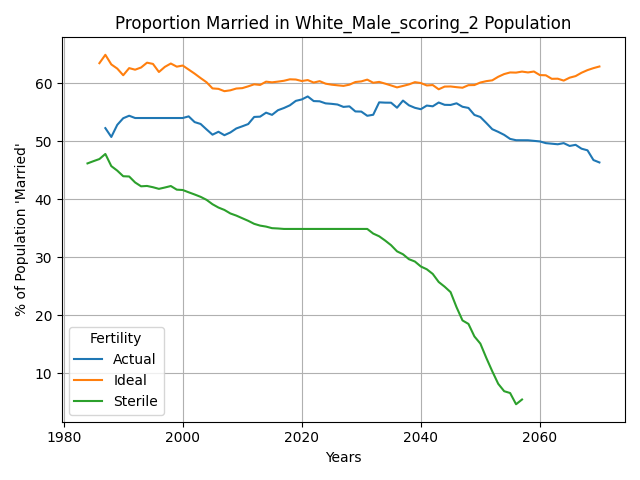 Proportion Married in White_Male_scoring_2 Population
% of Population 'Married'
60
50
40
30
20
10
Fertility
Actual
Ideal
Sterile
1980 2000 2020 2040 2060
Years